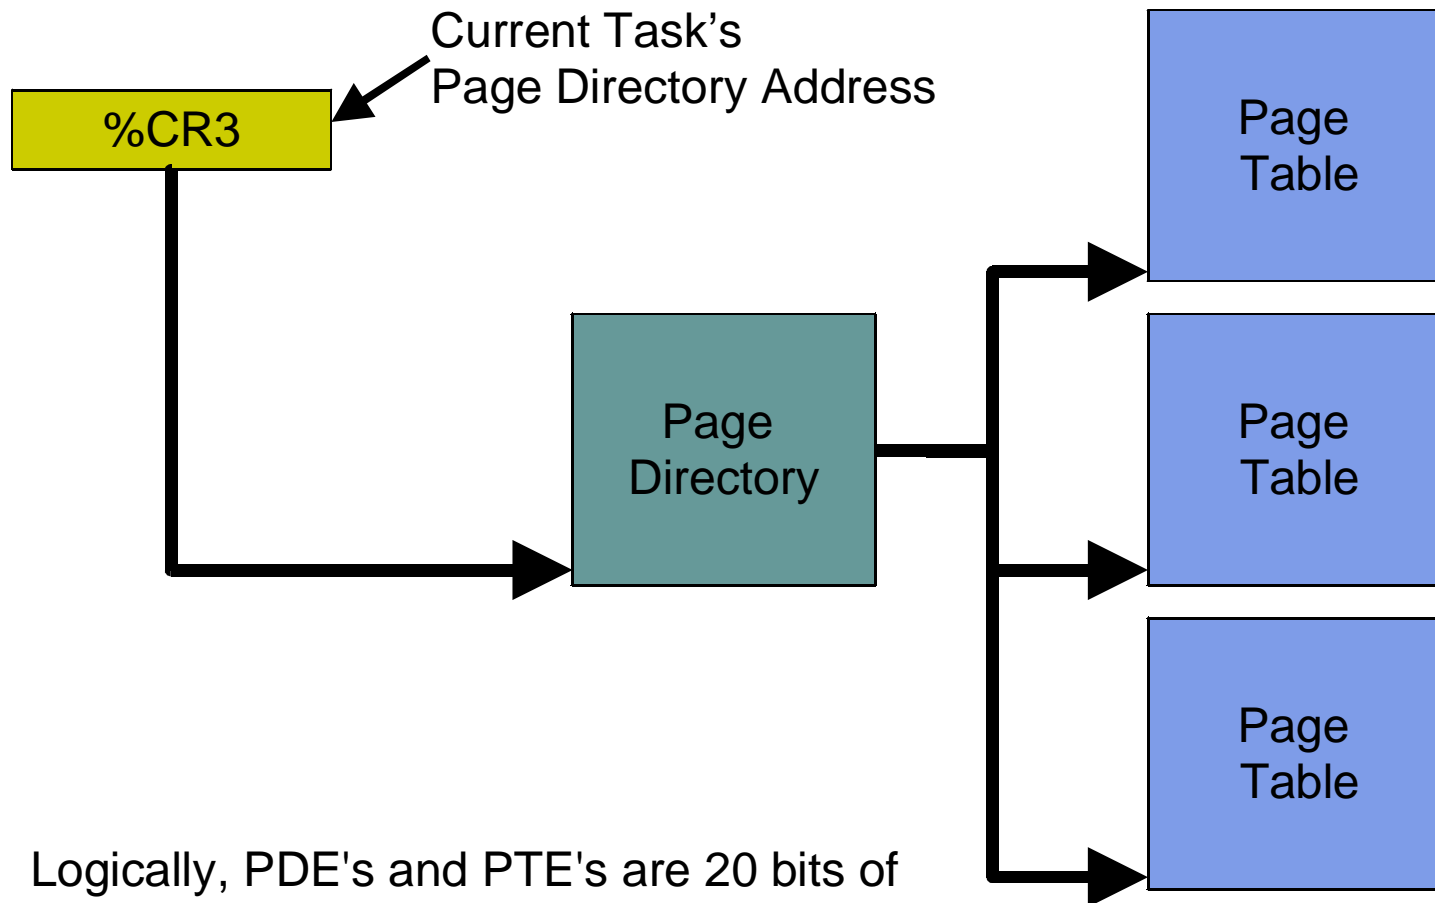 Current Task’s
Page Directory Address
%CR3
Page
Table
Page
Directory
Page
Table
Page
Table
Logically, PDE's and PTE's are 20 bits of